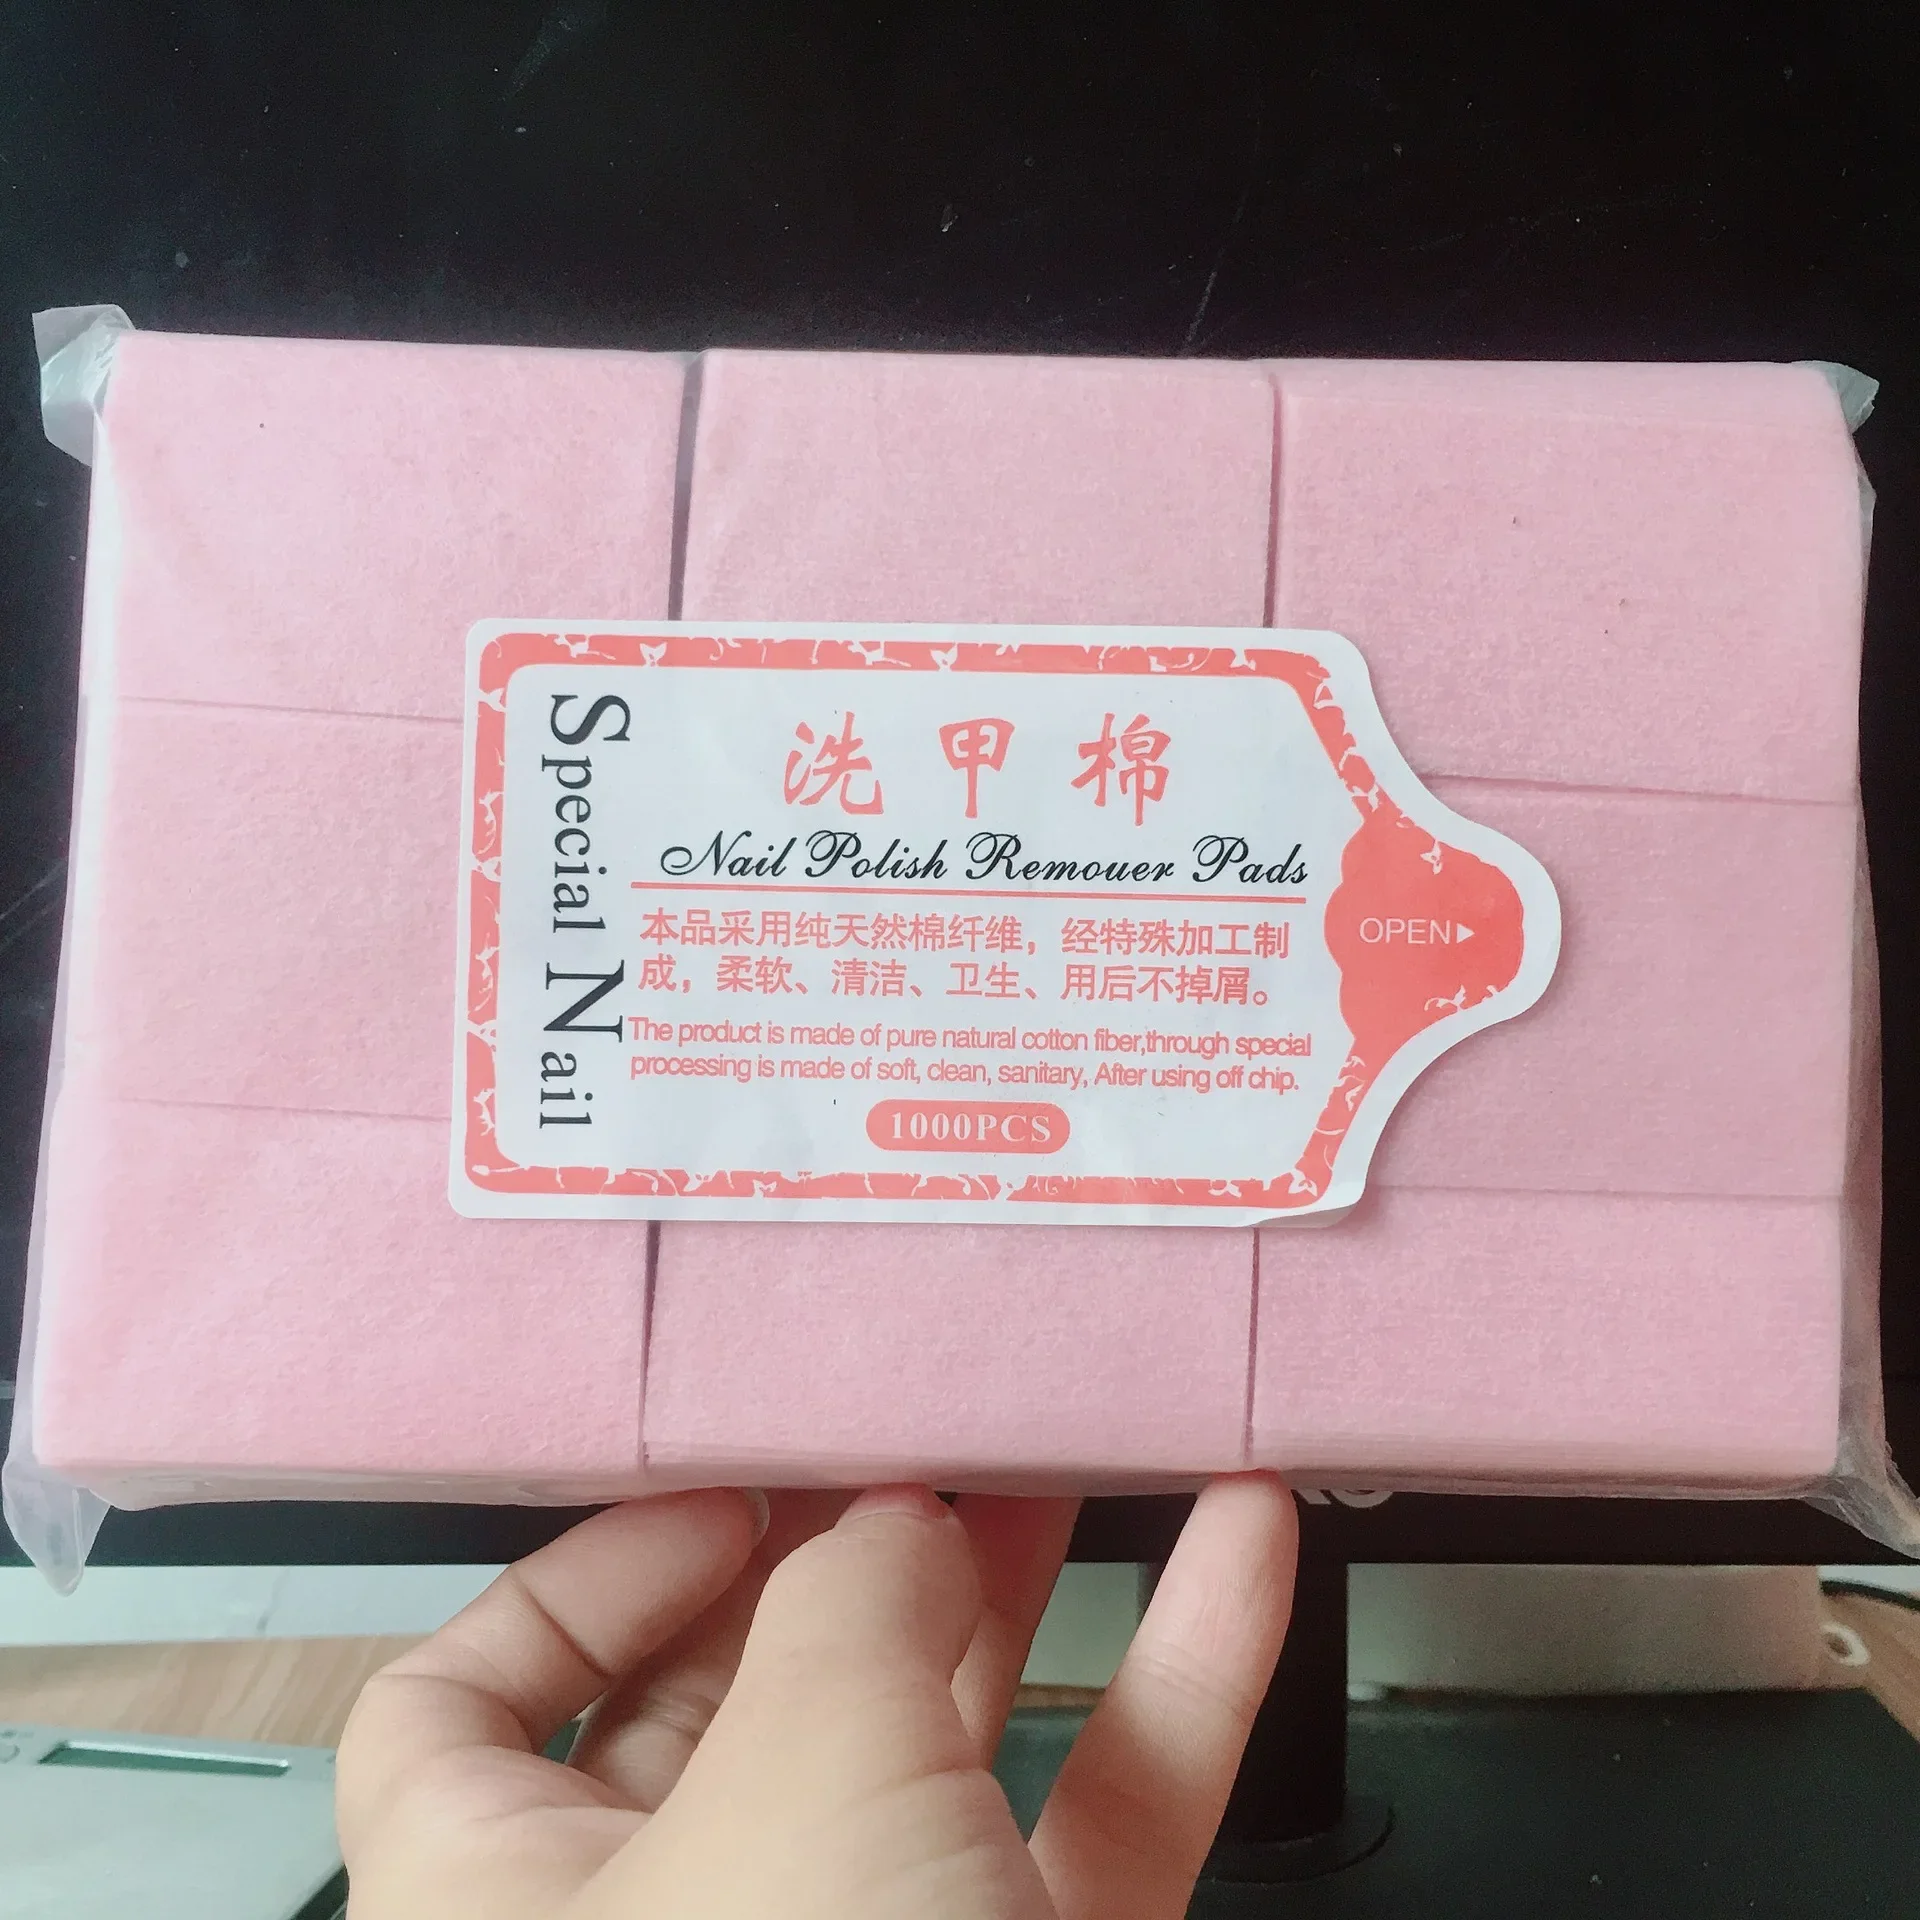 Special Nail
洗甲棉
Nail Polish Remouer Pads
本品采用纯天然棉纤维，经特殊加工制
成，柔软、清洁、卫生、用后不掉屑。
The product is made of pure natural cotton fiber,through special
processing is made of soft, clean, sanitary, After using off chip.
1000PCS
OPEN▶